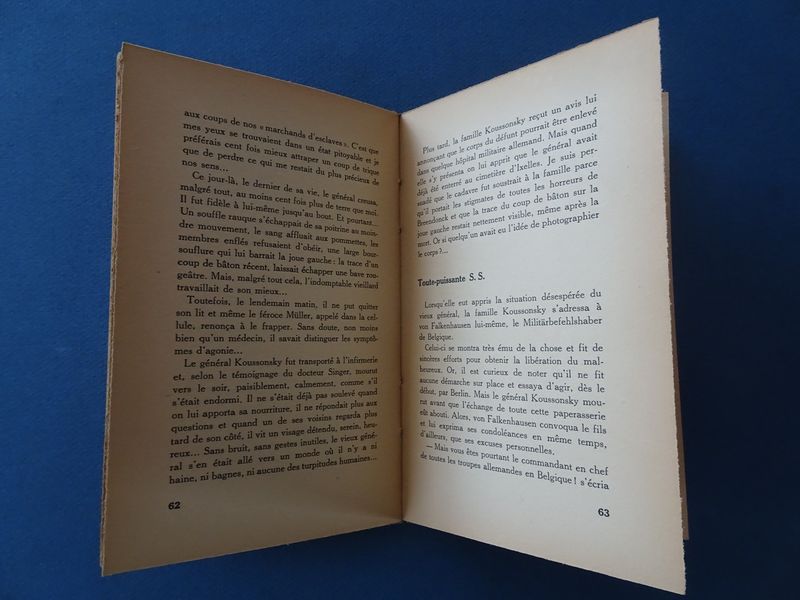 aux coups de nos « marchands d'esclaves ». C'est que
mes yeux se trouvaient dans un état pitoyable et je
préférais cent fois mieux attraper un coup de trique
que de perdre ce qui me restait du plus précieux de
nos sens...
Ce jour-là, le dernier de sa vie, le général creusa,
malgré tout, au moins cent fois plus de terre que moi.
Il fut fidèle à lui-même jusqu'au bout. Et pourtant...
Un souffle rauque s'échappait de sa poitrine au moin-
dre mouvement, le sang affluait aux pommettes, les
membres enflés refusaient d'obéir, une large bour-
souflure qui lui barrait la joue gauche : la trace d'un
coup de bâton récent, laissait échapper une bave rou-
geâtre. Mais, malgré tout cela, l'indomptable vieillard
travaillait de son mieux...
Toutefois, le lendemain matin, il ne put quitter
son lit et même le féroce Müller, appelé dans la cel-
lule, renonça à le frapper. Sans doute, non moins
bien qu'un médecin, il savait distinguer les symptô-
mes d'agonie...
Le général Koussonsky fut transporté à l'infirmerie
et, selon le témoignage du docteur Singer, mourut
vers le soir, paisiblement, calmement, comme s'il
s'était endormi. Il ne s'était déjà pas soulevé quand
on lui apporta sa nourriture, il ne répondait plus aux
questions et quand un de ses voisins regarda plus
tard de son côté, il vit un visage détendu, serein, heu-
reux... Sans bruit, sans gestes inutiles, le vieux géné-
ral s'en était allé vers un monde où il n'y a ni
haine, ni bagnes, ni aucune des turpitudes humaines...
62
Plus tard, la famille Koussonsky reçut un avis lui
annonçant que le corps du défunt pourrait être enlevé
dans quelque hôpital militaire allemand. Mais quand
elle s'y présenta on lui apprit que le général avait
déjà été enterré au cimetière d'Ixelles. Je suis per-
suadé que le cadavre fut soustrait à la famille parce
qu'il portait les stigmates de toutes les horreurs de
Breendonck et que la trace du coup de bâton sur la
joue gauche restait nettement visible, même après la
mort. Or si quelqu'un avait eu l'idée de photographier
le corps ?...
Toute-puissante S. S.
Lorsqu'elle eut appris la situation désespérée du
vieux général, la famille Koussonsky s'adressa à
von Falkenhausen lui-même, le Militärbefehlshaber
de Belgique.
Celui-ci se montra très ému de la chose et fit de
sincères efforts pour obtenir la libération du mal-
heureux. Or, il est curieux de noter qu'il ne fit
aucune démarche sur place et essaya d'agir, dès le
début, par Berlin. Mais le général Koussonsky mou-
rut avant que l'échange de toute cette paperasserie
eût abouti. Alors, von Falkenhausen convoqua le fils
et lui exprima ses condoléances en même temps,
d'ailleurs, que ses excuses personnelles.
— Mais vous êtes pourtant le commandant en chef
de toutes les troupes allemandes en Belgique ! s'écria
63